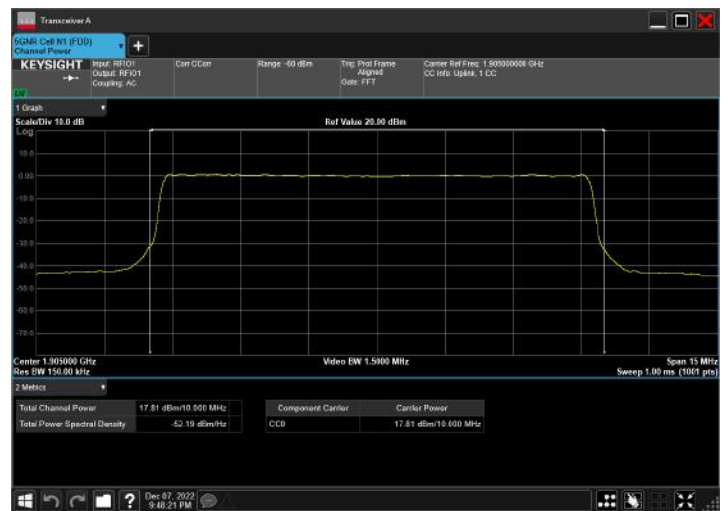 Transceiver A
5GNR Cell N1 (FDD)
Channel Power
KEYSIGHT
Input: RFIO1
Output: RFIO1
Coupling: AC
Corr CCorr
Range: -60 dBm
Trig: Prot Frame
Aligned
Gate: FFT
Carrier Ref Freq: 1.905000000 GHz
CC Info: Uplink, 1 CC
1 Graph
Scale/Div 10.0 dB
Ref Value 20.00 dBm
Log
10.0
0.00
-10.0
-20.0
-30.0
-40.0
-50.0
-60.0
-70.0
Center 1.905000 GHz
Video BW 1.5000 MHz
Span 15 MHz
Res BW 150.00 kHz
Sweep 1.00 ms (1001 pts)
2 Metrics
Total Channel Power 17.81 dBm/10.000 MHz
Total Power Spectral Density -52.19 dBm/Hz
Component Carrier Carrier Power
CC0 17.81 dBm/10.000 MHz
?
Dec 07, 2022
9:48:21 PM